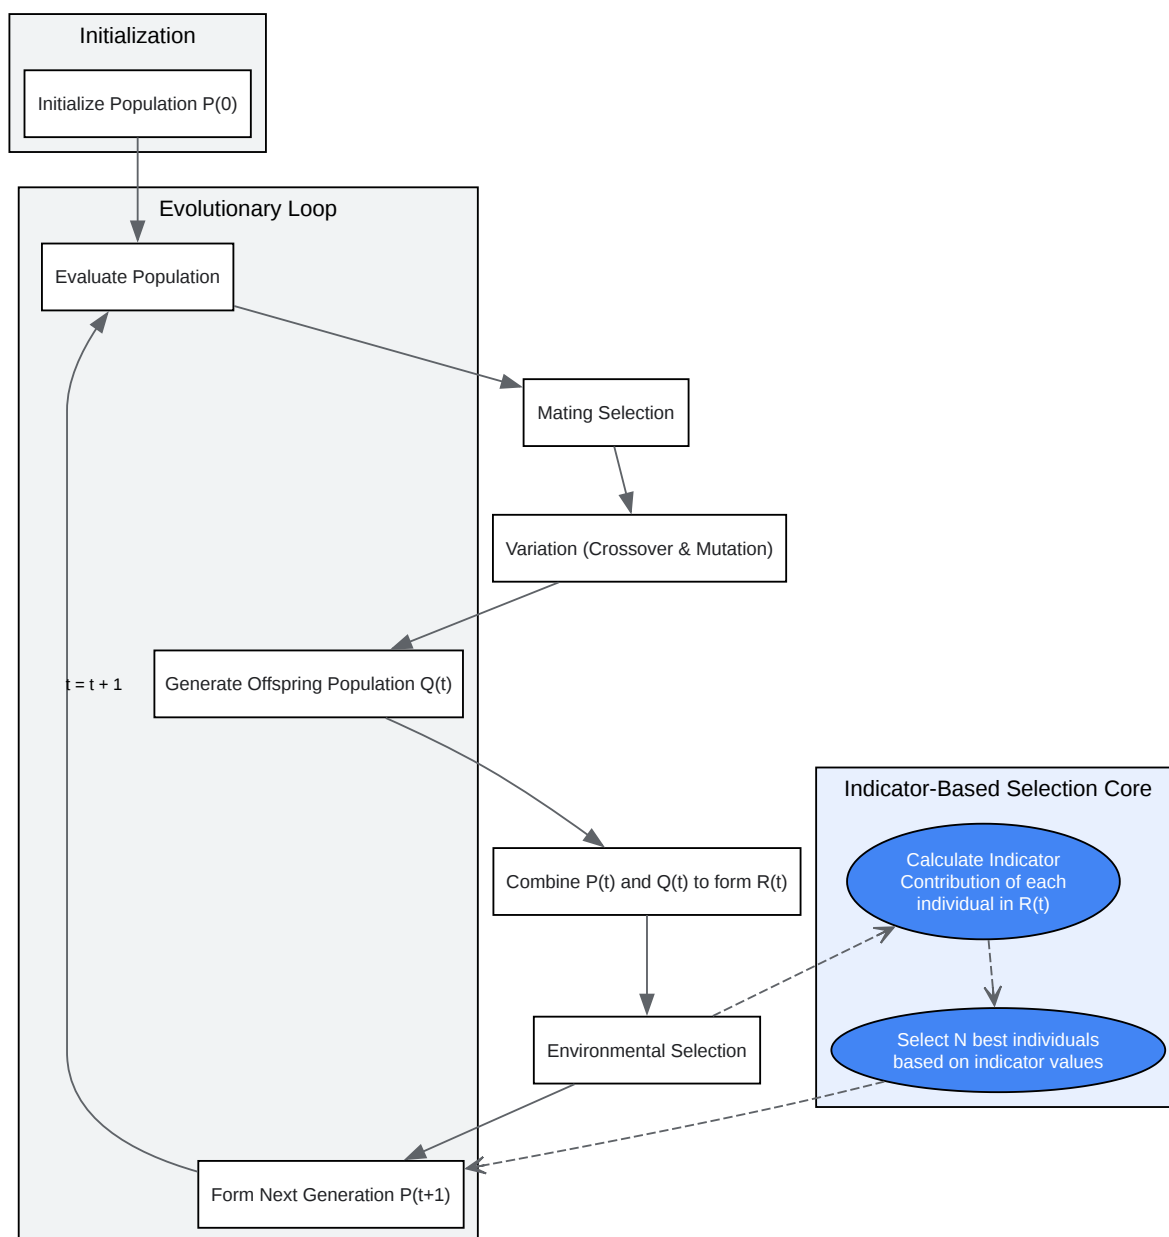 Initialization
Initialize Population P(0)
Evolutionary Loop
Evaluate Population
Mating Selection
Variation (Crossover & Mutation)
Generate Offspring Population Q(t)
t = t + 1
Indicator-Based Selection Core
Combine P(t) and Q(t) to form R(t)
Calculate Indicator
Contribution of each
individual in R(t)
Environmental Selection
Select N best individuals
based on indicator values
Form Next Generation P(t+1)